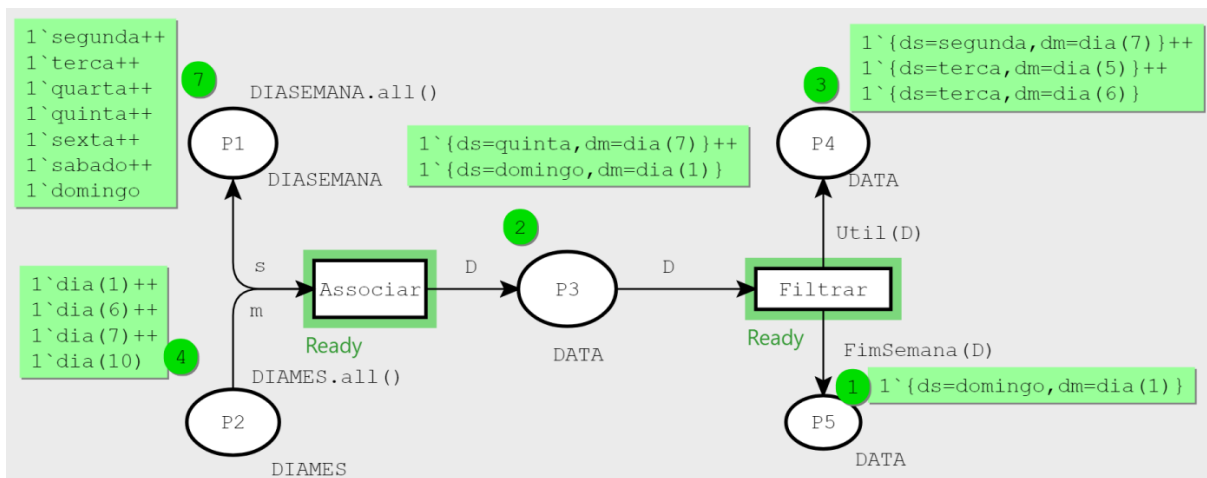 1`segunda++
1`terca++
1`quarta++
1`quinta++
1`sexta++
1`sabado++
1`domingo
7
DIASEMANA.all()
P1
DIASEMANA
1`{ds=quinta,dm=dia(7)}++
1`{ds=domingo,dm=dia(1)}
2
1`{ds=segunda,dm=dia(7)}++
1`{ds=terca,dm=dia(5)}++
1`{ds=terca,dm=dia(6)}
3
P4
DATA
Util(D)
s
m
Associar
Ready
D
P3
DATA
D
Filtrar
Ready
1`dia(1)++
1`dia(6)++
1`dia(7)++
1`dia(10)
4
DIAMES.all()
P2
DIAMES
FimSemana(D)
1
1`{ds=domingo,dm=dia(1)}
P5
DATA